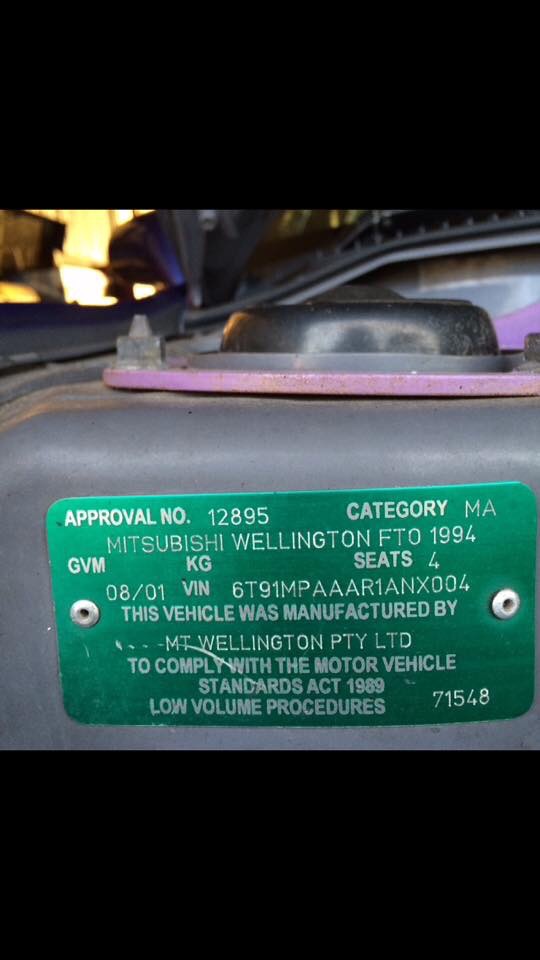 APPROVAL NO. 12895 CATEGORY MA
MITSUBISHI WELLINGTON FTO 1994
GVM KG SEATS 4
08/01 VIN 6T91MPAAAR1ANX004
THIS VEHICLE WAS MANUFACTURED BY
MT WELLINGTON PTY LTD
TO COMPLY WITH THE MOTOR VEHICLE
STANDARDS ACT 1989
LOW VOLUME PROCEDURES 71548